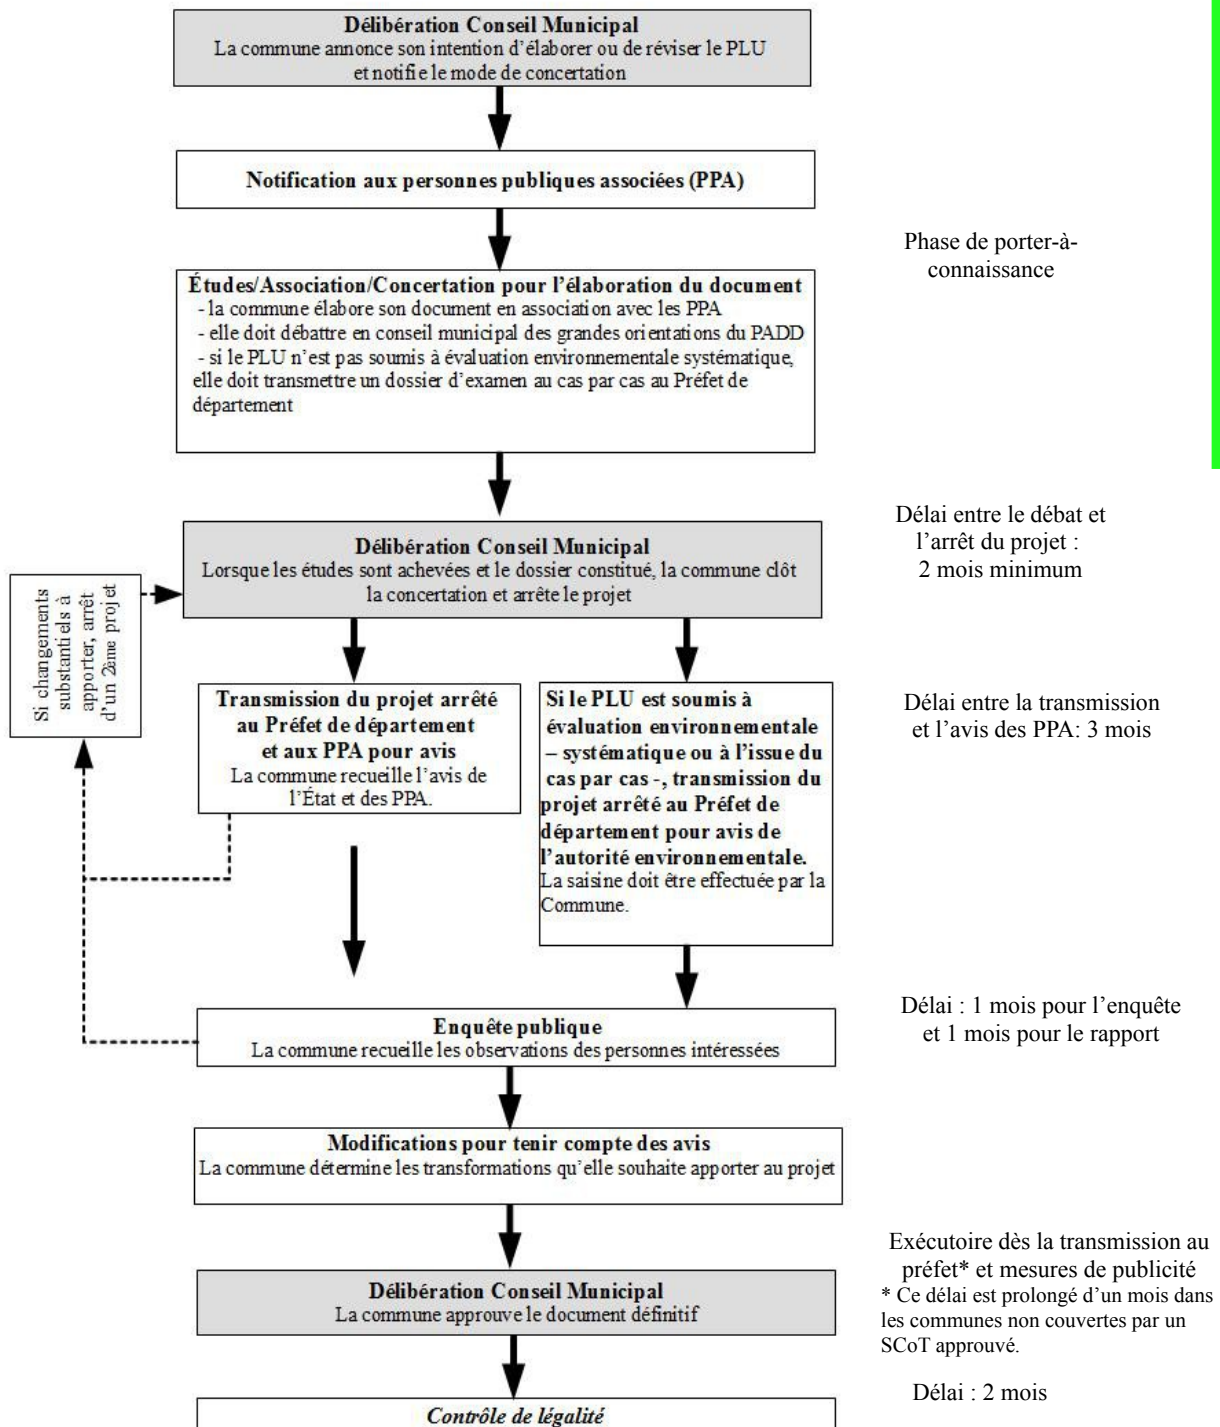 Délibération Conseil Municipal
La commune annonce son intention d'élaborer ou de réviser le PLU
et notifie le mode de concertation
Notification aux personnes publiques associées (PPA)
Phase de porter-à-
connaissance
Études/Association/Concertation pour l'élaboration du document
- la commune élabore son document en association avec les PPA
- elle doit débattre en conseil municipal des grandes orientations du PADD
- si le PLU n'est pas soumis à évaluation environnementale systématique,
elle doit transmettre un dossier d'examen au cas par cas au Préfet de
département
Délai entre le débat et
l'arrêt du projet :
2 mois minimum
Délibération Conseil Municipal
Lorsque les études sont achevées et le dossier constitué, la commune clôt
la concertation et arrête le projet
Si changements
substantiels à
apporter, arrêt
d'un 2ème projet
Transmission du projet arrêté
au Préfet de département
et aux PPA pour avis
La commune recueille l'avis de
l'État et des PPA.
Si le PLU est soumis à
évaluation environnementale
– systématique ou à l'issue du
cas par cas -, transmission du
projet arrêté au Préfet de
département pour avis de
l'autorité environnementale.
La saisine doit être effectuée par la
Commune.
Délai entre la transmission
et l'avis des PPA: 3 mois
Enquête publique
La commune recueille les observations des personnes intéressées
Délai : 1 mois pour l'enquête
et 1 mois pour le rapport
Modifications pour tenir compte des avis
La commune détermine les transformations qu'elle souhaite apporter au projet
Délibération Conseil Municipal
La commune approuve le document définitif
Exécutoire dès la transmission au
préfet* et mesures de publicité
* Ce délai est prolongé d'un mois dans
les communes non couvertes par un
SCoT approuvé.
Délai : 2 mois
Contrôle de légalité